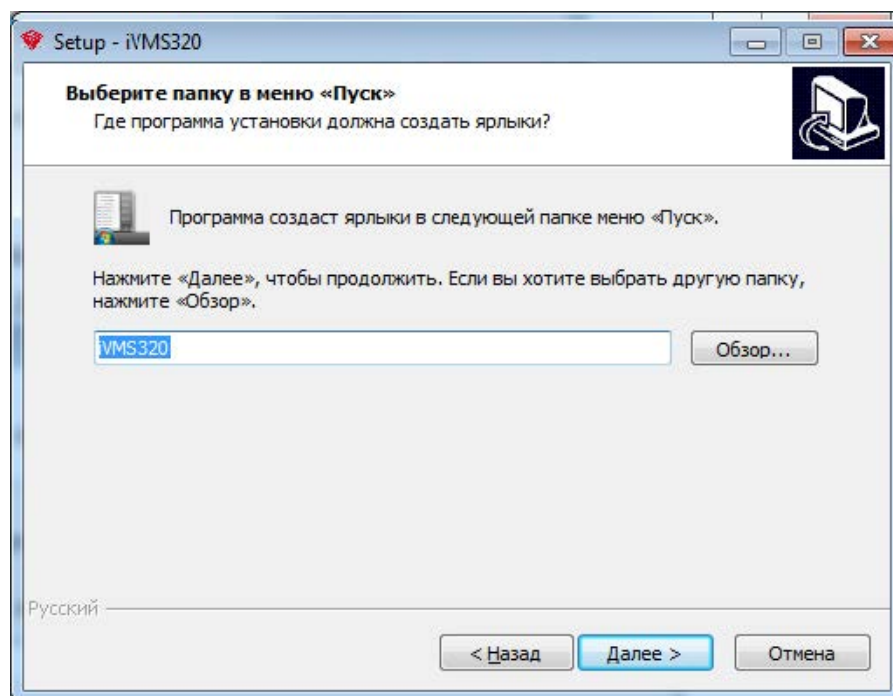 Setup - iVMS320
Выберите папку в меню «Пуск»
Где программа установки должна создать ярлыки?
Программа создаст ярлыки в следующей папке меню «Пуск».
Нажмите «Далее», чтобы продолжить. Если вы хотите выбрать другую папку,
нажмите «Обзор».
iVMS320
Обзор...
Русский
< Назад
Далее >
Отмена